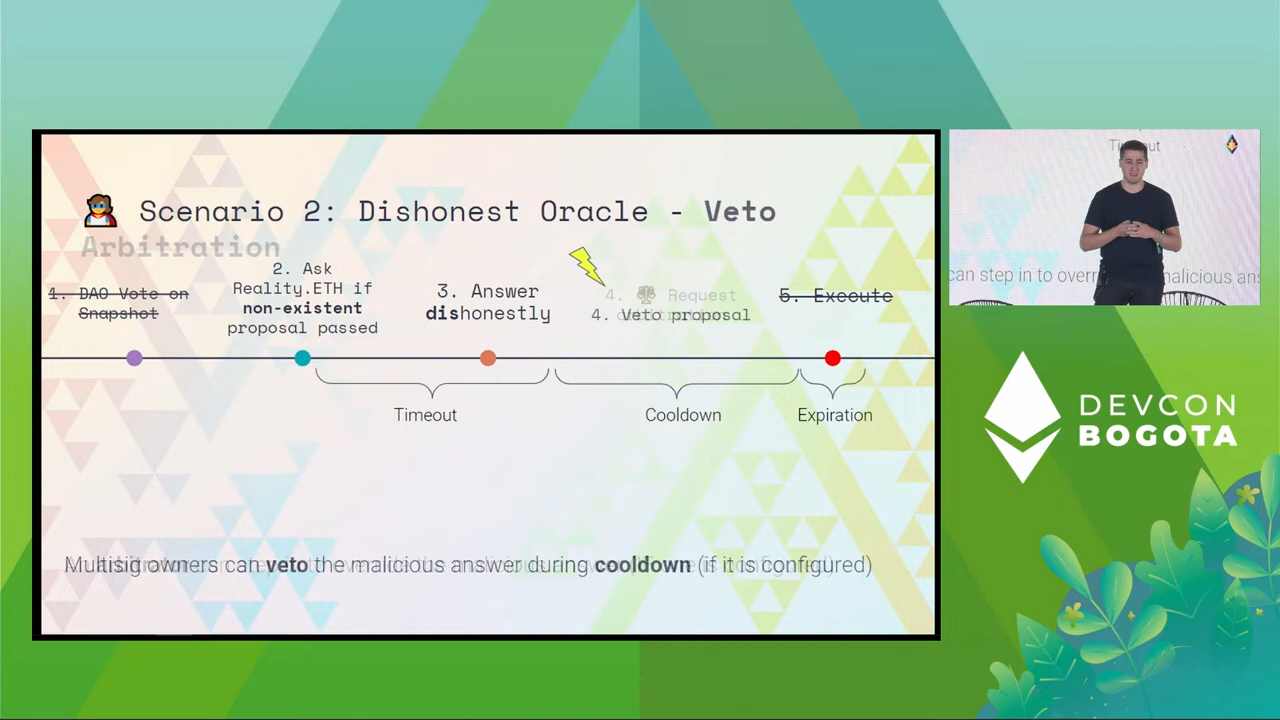 Scenario 2: Dishonest Oracle - Veto
Arbitration
1. DAO Vote on
Snapshot
2. Ask
Reality.ETH if
non-existent
proposal passed
3. Answer
dishonestly
4. Request
4. Veto proposal
5. Execute
Timeout
Cooldown
Expiration
Multisig owners can veto the malicious answer during cooldown (if it is configured)
can step in to overr malicious ans
DEVCON
BOGOTA